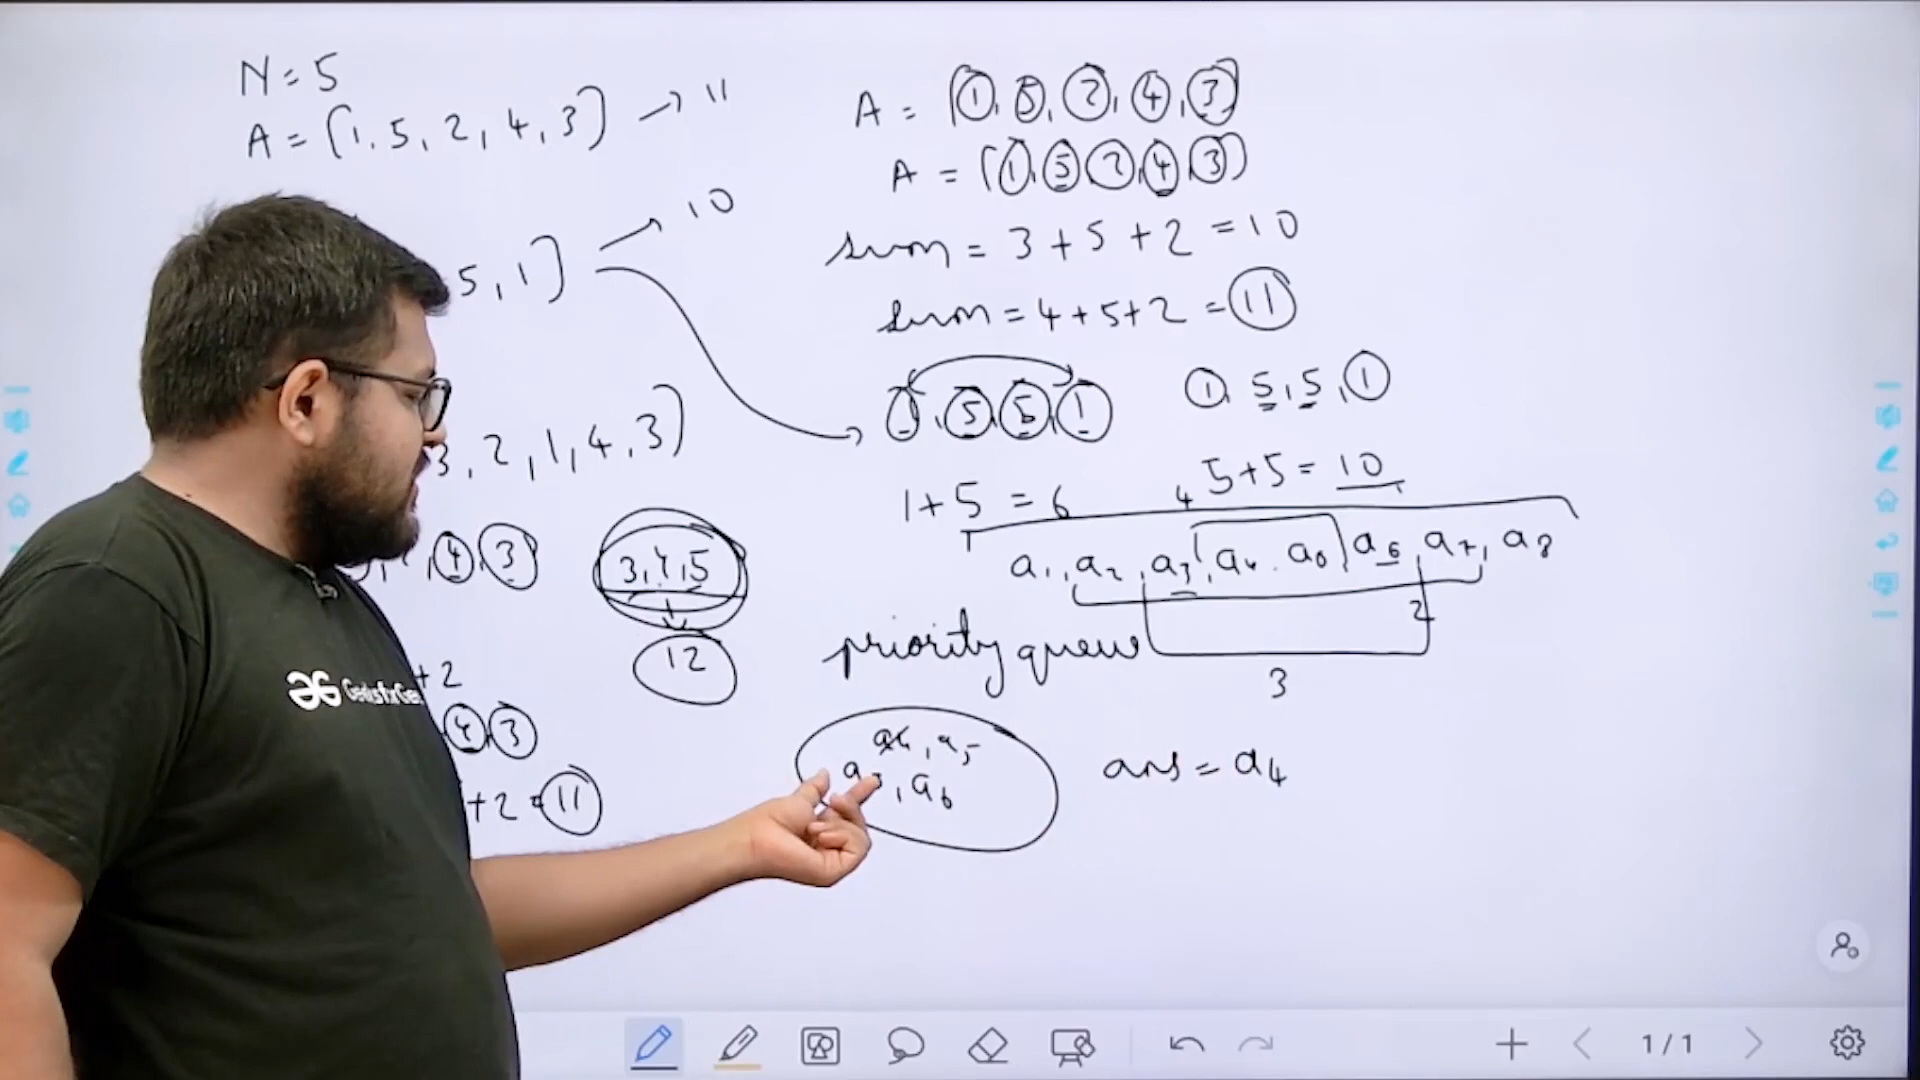 N = 5
A = [1, 5, 2, 4, 3] → 11
5, 1] → 10
3, 2, 1, 4, 3]
4 3
3, 4, 5
12
+2
4 3
+2 = 11
A = [1, 5, 2, 4, 3]
A = [1, 5, 2, 4, 3]
sum = 3 + 5 + 2 = 10
sum = 4 + 5 + 2 = 11
1, 5, 5, 1
1, 5, 5, 1
1 + 5 = 6
5 + 5 = 10
4
a1, a2, a3, a4, a5, a6, a7, a8
2
priority queue
3
a4, a5
a6
ans = a4
1/1